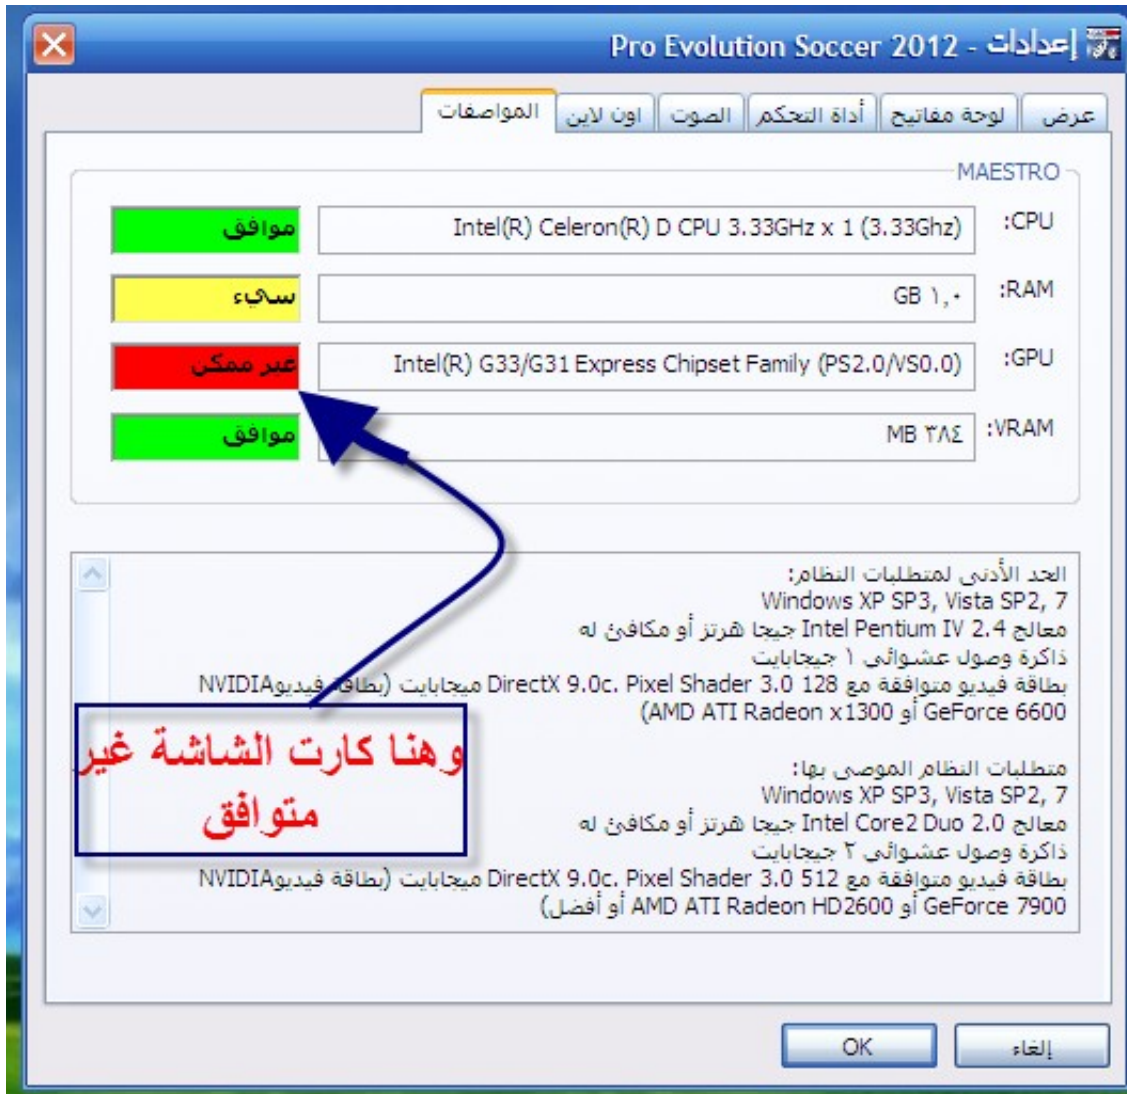 إعدادات - Pro Evolution Soccer 2012
عرض لوحة مفاتيح أداة التحكم الصوت اون لاين المواصفات
MAESTRO
CPU: Intel(R) Celeron(R) D CPU 3.33GHz x 1 (3.33Ghz) موافق
RAM: GB ١,٠ سيء
GPU: Intel(R) G33/G31 Express Chipset Family (PS2.0/VS0.0) غير ممكن
VRAM: MB ٣٨٤ موافق
الحد الأدنى لمتطلبات النظام:
Windows XP SP3, Vista SP2, 7
معالج Intel Pentium IV 2.4 جيجا هرتز أو مكافئ له
ذاكرة وصول عشوائي ١ جيجابايت
بطاقة فيديو متوافقة مع DirectX 9.0c. Pixel Shader 3.0 128 ميجابايت (بطاقة فيديوNVIDIA
GeForce 6600 أو AMD ATI Radeon x1300)
متطلبات النظام الموصى بها:
Windows XP SP3, Vista SP2, 7
معالج Intel Core2 Duo 2.0 جيجا هرتز أو مكافئ له
ذاكرة وصول عشوائي ٢ جيجابايت
بطاقة فيديو متوافقة مع DirectX 9.0c. Pixel Shader 3.0 512 ميجابايت (بطاقة فيديوNVIDIA
GeForce 7900 أو AMD ATI Radeon HD2600 أو أفضل)
وهنا كارت الشاشة غير
متوافق
إلغاء OK